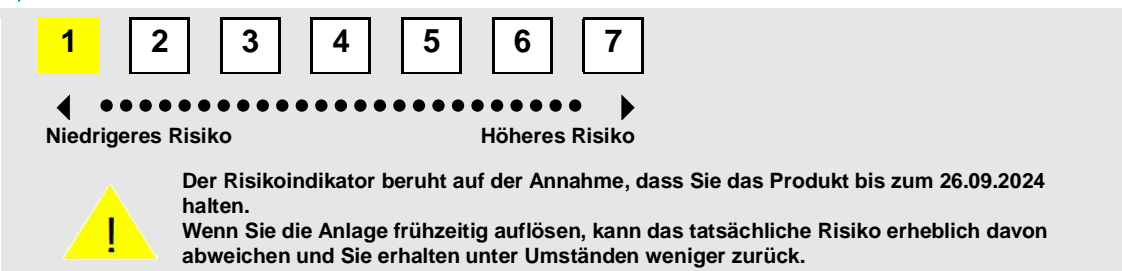 1 2 3 4 5 6 7
Niedrigeres Risiko Höheres Risiko
Der Risikoindikator beruht auf der Annahme, dass Sie das Produkt bis zum 26.09.2024
halten.
!
Wenn Sie die Anlage frühzeitig auflösen, kann das tatsächliche Risiko erheblich davon
abweichen und Sie erhalten unter Umständen weniger zurück.